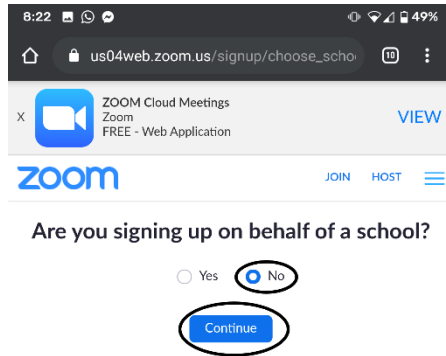 8:22 49%
us04web.zoom.us/signup/choose_scho 10
ZOOM Cloud Meetings
X Zoom VIEW
FREE - Web Application
zoom JOIN HOST
Are you signing up on behalf of a school?
Yes No
Continue